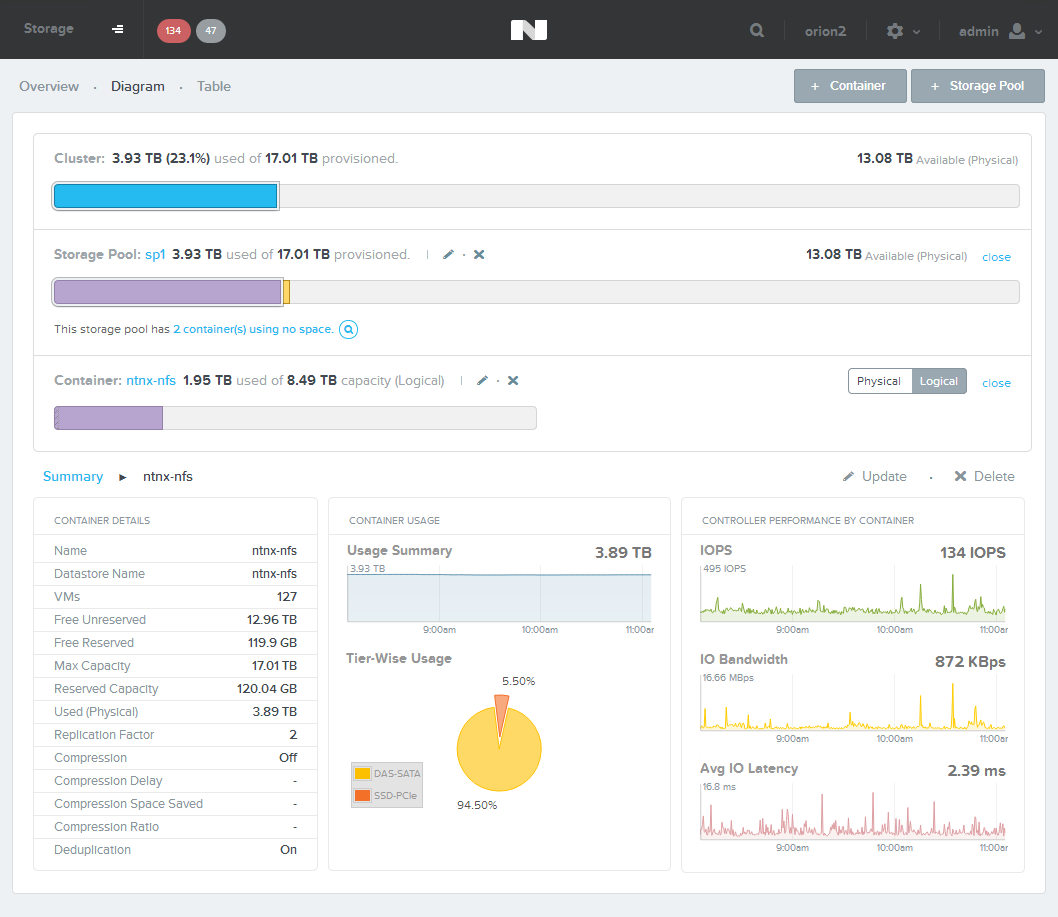 Storage 134 47 N orion2 admin
Overview · Diagram · Table + Container + Storage Pool
Cluster: 3.93 TB (23.1%) used of 17.01 TB provisioned. 13.08 TB Available (Physical)
Storage Pool: sp1 3.93 TB used of 17.01 TB provisioned. 13.08 TB Available (Physical) close
This storage pool has 2 container(s) using no space.
Container: ntnx-nfs 1.95 TB used of 8.49 TB capacity (Logical) Physical Logical close
Summary ntnx-nfs Update · Delete
CONTAINER DETAILS
Name ntnx-nfs
Datastore Name ntnx-nfs
VMs 127
Free Unreserved 12.96 TB
Free Reserved 119.9 GB
Max Capacity 17.01 TB
Reserved Capacity 120.04 GB
Used (Physical) 3.89 TB
Replication Factor 2
Compression Off
Compression Delay -
Compression Space Saved -
Compression Ratio -
Deduplication On
CONTAINER USAGE
Usage Summary 3.89 TB
3.93 TB
9:00am 10:00am 11:00ar
Tier-Wise Usage
5.50%
DAS-SATA
SSD-PCIe
94.50%
CONTROLLER PERFORMANCE BY CONTAINER
IOPS 134 IOPS
495 IOPS
9:00am 10:00am 11:00ar
IO Bandwidth 872 KBps
16.66 MBps
9:00am 10:00am 11:00ar
Avg IO Latency 2.39 ms
16.8 ms
9:00am 10:00am 11:00ar